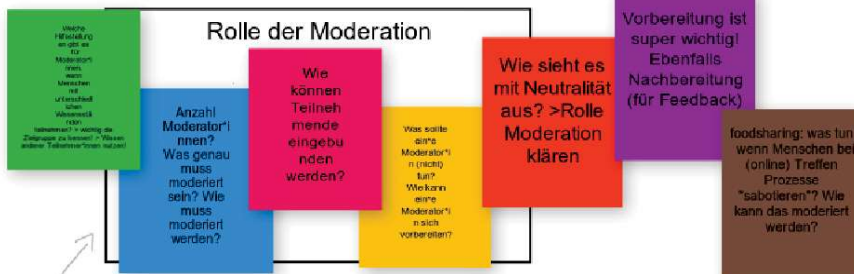 Rolle der Moderation
Welche
Hilfestellung
en gibt es
für
Moderator*i
nnen,
wenn
Menschen
mit
unterschiedl
ichen
Wissensstä
nden
teilnehmen? > wichtig die
Zielgruppe zu kennen! > Wissen
anderer Teilnehmer*innen nutzen!
Anzahl
Moderator*i
nnen?
Was genau
muss
moderiert
sein? Wie
muss
moderiert
werden?
Wie
können
Teilneh
mende
eingebu
nden
werden?
Was sollte
ein*e
Moderator*i
n (nicht)
tun?
Wie kann
ein*e
Moderator*i
n sich
vorbereiten?
Wie sieht es
mit Neutralität
aus? >Rolle
Moderation
klären
Vorbereitung ist
super wichtig!
Ebenfalls
Nachbereitung
(für Feedback)
foodsharing: was tun
wenn Menschen bei
(online) Treffen
Prozesse
"sabotieren"? Wie
kann das moderiert
werden?